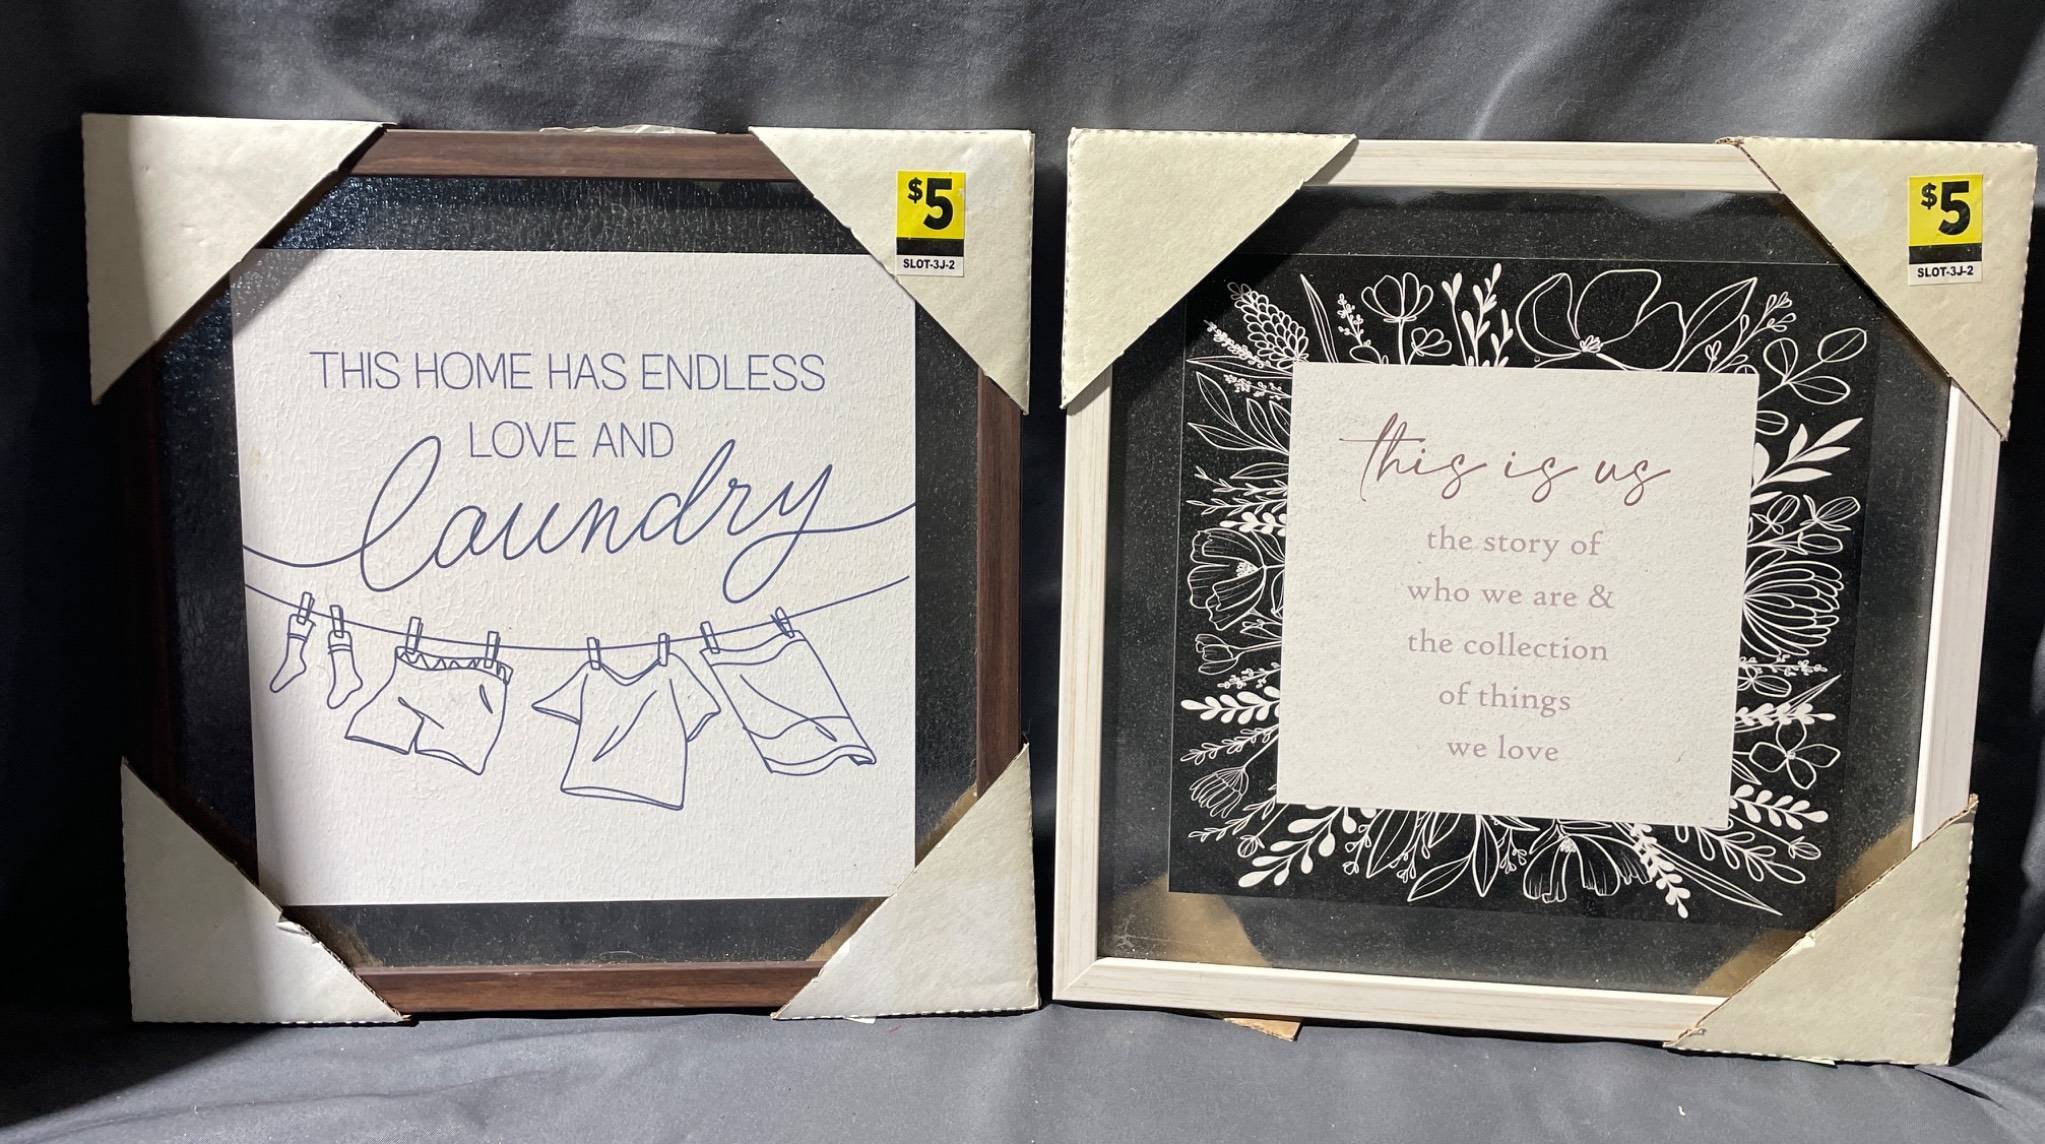 $5
SLOT-3J-2
THIS HOME HAS ENDLESS
LOVE AND
laundry
$5
SLOT-3J-2
this is us
the story of
who we are &
the collection
of things
we love